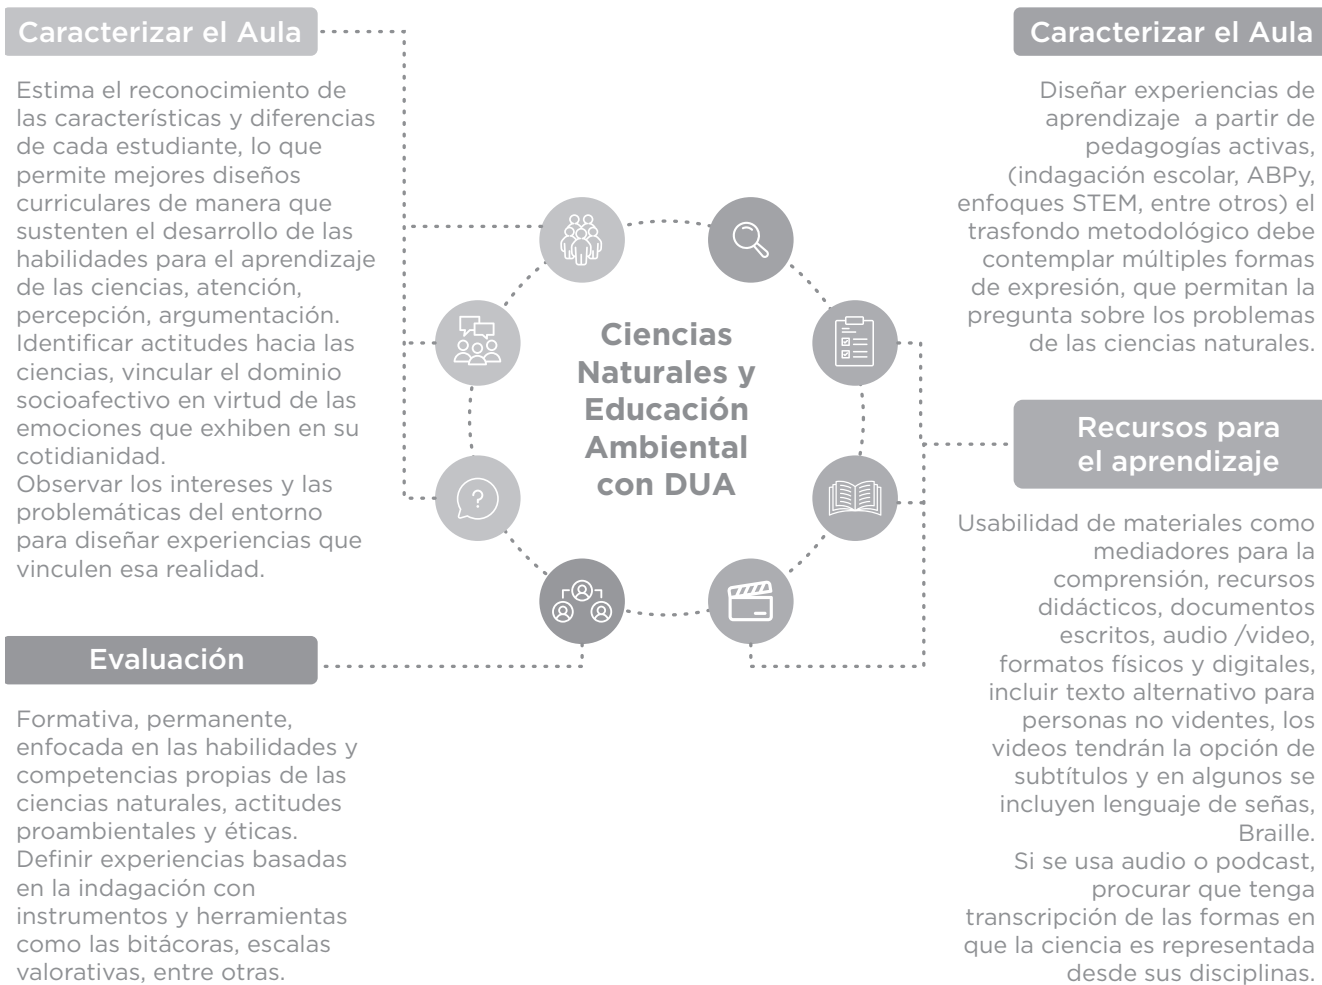 Caracterizar el Aula
Estima el reconocimiento de
las características y diferencias
de cada estudiante, lo que
permite mejores diseños
curriculares de manera que
sustenten el desarrollo de las
habilidades para el aprendizaje
de las ciencias, atención,
percepción, argumentación.
Identificar actitudes hacia las
ciencias, vincular el dominio
socioafectivo en virtud de las
emociones que exhiben en su
cotidianidad.
Observar los intereses y las
problemáticas del entorno
para diseñar experiencias que
vinculen esa realidad.
Evaluación
Formativa, permanente,
enfocada en las habilidades y
competencias propias de las
ciencias naturales, actitudes
proambientales y éticas.
Definir experiencias basadas
en la indagación con
instrumentos y herramientas
como las bitácoras, escalas
valorativas, entre otras.
Ciencias
Naturales y
Educación
Ambiental
con DUA
?
Caracterizar el Aula
Diseñar experiencias de
aprendizaje a partir de
pedagogías activas,
(indagación escolar, ABPy,
enfoques STEM, entre otros) el
trasfondo metodológico debe
contemplar múltiples formas
de expresión, que permitan la
pregunta sobre los problemas
de las ciencias naturales.
Recursos para
el aprendizaje
Usabilidad de materiales como
mediadores para la
comprensión, recursos
didácticos, documentos
escritos, audio /video,
formatos físicos y digitales,
incluir texto alternativo para
personas no videntes, los
videos tendrán la opción de
subtítulos y en algunos se
incluyen lenguaje de señas,
Braille.
Si se usa audio o podcast,
procurar que tenga
transcripción de las formas en
que la ciencia es representada
desde sus disciplinas.